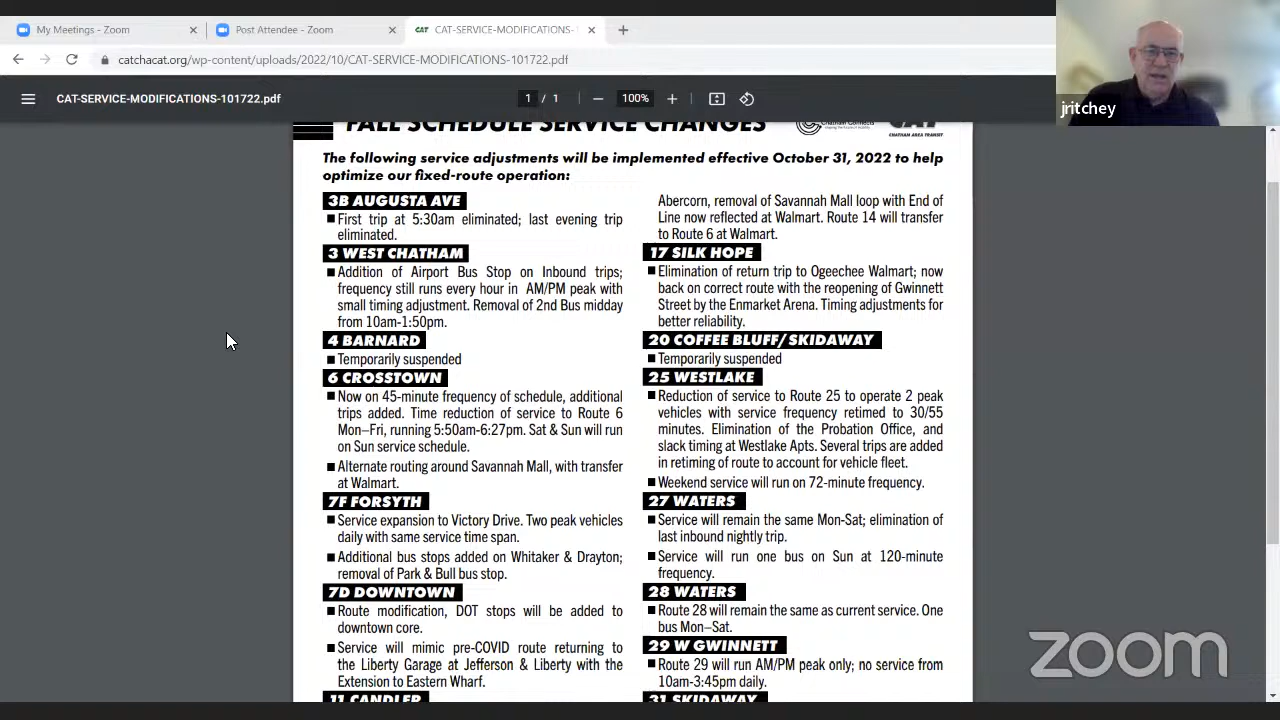 My Meetings - Zoom
Post Attendee - Zoom
CAT CAT-SERVICE-MODIFICATIONS-1
catchacat.org/wp-content/uploads/2022/10/CAT-SERVICE-MODIFICATIONS-101722.pdf
CAT-SERVICE-MODIFICATIONS-101722.pdf
1 / 1
100%
jritchey
FALL SCHEDULE SERVICE CHANGES
Chatham Connects
CAT
CHATHAM AREA TRANSIT
The following service adjustments will be implemented effective October 31, 2022 to help
optimize our fixed-route operation:
3B AUGUSTA AVE
■ First trip at 5:30am eliminated; last evening trip
eliminated.
3 WEST CHATHAM
■ Addition of Airport Bus Stop on Inbound trips;
frequency still runs every hour in AM/PM peak with
small timing adjustment. Removal of 2nd Bus midday
from 10am-1:50pm.
4 BARNARD
■ Temporarily suspended
6 CROSSTOWN
■ Now on 45-minute frequency of schedule, additional
trips added. Time reduction of service to Route 6
Mon–Fri, running 5:50am-6:27pm. Sat & Sun will run
on Sun service schedule.
■ Alternate routing around Savannah Mall, with transfer
at Walmart.
7F FORSYTH
■ Service expansion to Victory Drive. Two peak vehicles
daily with same service time span.
■ Additional bus stops added on Whitaker & Drayton;
removal of Park & Bull bus stop.
7D DOWNTOWN
■ Route modification, DOT stops will be added to
downtown core.
■ Service will mimic pre-COVID route returning to
the Liberty Garage at Jefferson & Liberty with the
Extension to Eastern Wharf.
11 CANDLER
Abercorn, removal of Savannah Mall loop with End of
Line now reflected at Walmart. Route 14 will transfer
to Route 6 at Walmart.
17 SILK HOPE
■ Elimination of return trip to Ogeechee Walmart; now
back on correct route with the reopening of Gwinnett
Street by the Enmarket Arena. Timing adjustments for
better reliability.
20 COFFEE BLUFF/SKIDAWAY
■ Temporarily suspended
25 WESTLAKE
■ Reduction of service to Route 25 to operate 2 peak
vehicles with service frequency retimed to 30/55
minutes. Elimination of the Probation Office, and
slack timing at Westlake Apts. Several trips are added
in retiming of route to account for vehicle fleet.
■ Weekend service will run on 72-minute frequency.
27 WATERS
■ Service will remain the same Mon-Sat; elimination of
last inbound nightly trip.
■ Service will run one bus on Sun at 120-minute
frequency.
28 WATERS
■ Route 28 will remain the same as current service. One
bus Mon–Sat.
29 W GWINNETT
■ Route 29 will run AM/PM peak only; no service from
10am-3:45pm daily.
31 SKIDAWAY
zoom